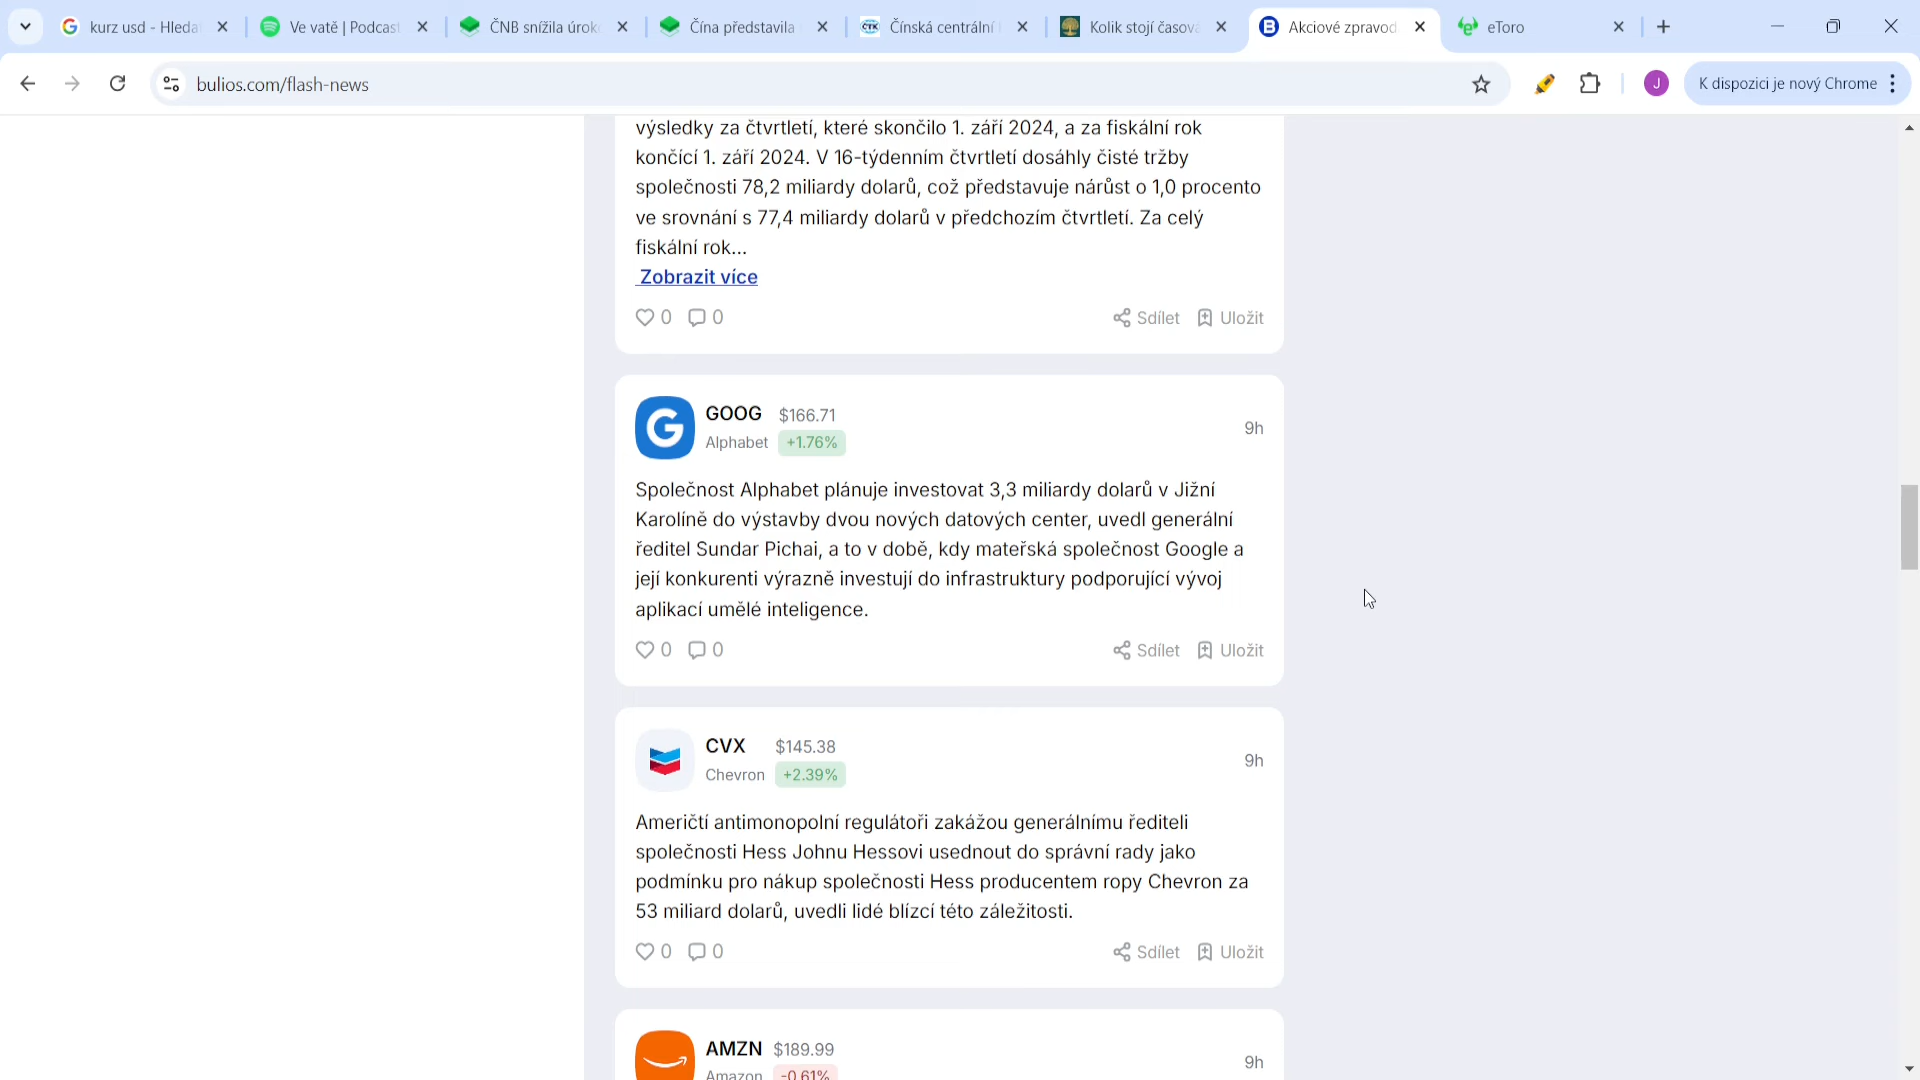 kurz usd - Hleda
Ve vatě | Podcast
ČNB snížila úrok
Čína představila
ČTK
Čínská centrální
Kolik stojí časov
B
Akciové zpravod
eToro
bulios.com/flash-news
J
K dispozici je nový Chrome
výsledky za čtvrtletí, které skončilo 1. září 2024, a za fiskální rok
končící 1. září 2024. V 16-týdenním čtvrtletí dosáhly čisté tržby
společnosti 78,2 miliardy dolarů, což představuje nárůst o 1,0 procento
ve srovnání s 77,4 miliardy dolarů v předchozím čtvrtletí. Za celý
fiskální rok...
Zobrazit více
0 0 Sdílet Uložit
G
GOOG $166.71
Alphabet +1.76%
9h
Společnost Alphabet plánuje investovat 3,3 miliardy dolarů v Jižní
Karolíně do výstavby dvou nových datových center, uvedl generální
ředitel Sundar Pichai, a to v době, kdy mateřská společnost Google a
její konkurenti výrazně investují do infrastruktury podporující vývoj
aplikací umělé inteligence.
0 0 Sdílet Uložit
CVX $145.38
Chevron +2.39%
9h
Američtí antimonopolní regulátoři zakážou generálnímu řediteli
společnosti Hess Johnu Hessovi usednout do správní rady jako
podmínku pro nákup společnosti Hess producentem ropy Chevron za
53 miliard dolarů, uvedli lidé blízcí této záležitosti.
0 0 Sdílet Uložit
AMZN $189.99
Amazon -0.61%
9h